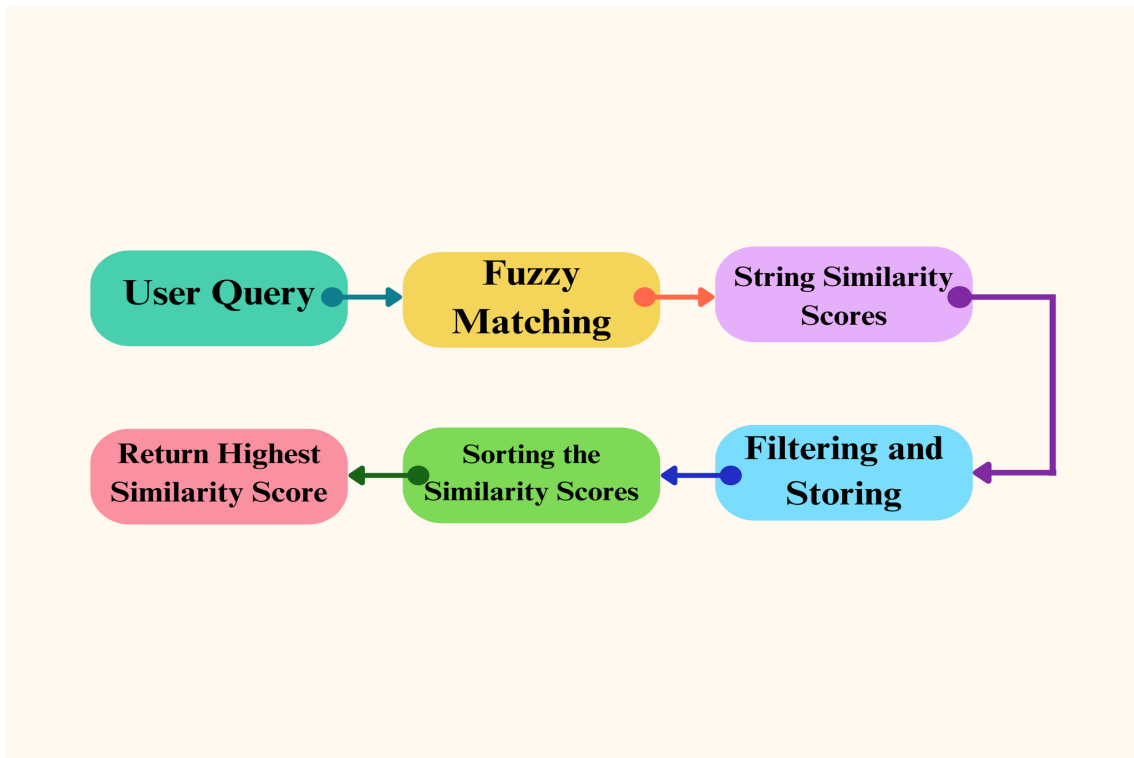 User Query
Fuzzy
Matching
String Similarity
Scores
Filtering and
Storing
Sorting the
Similarity Scores
Return Highest
Similarity Score